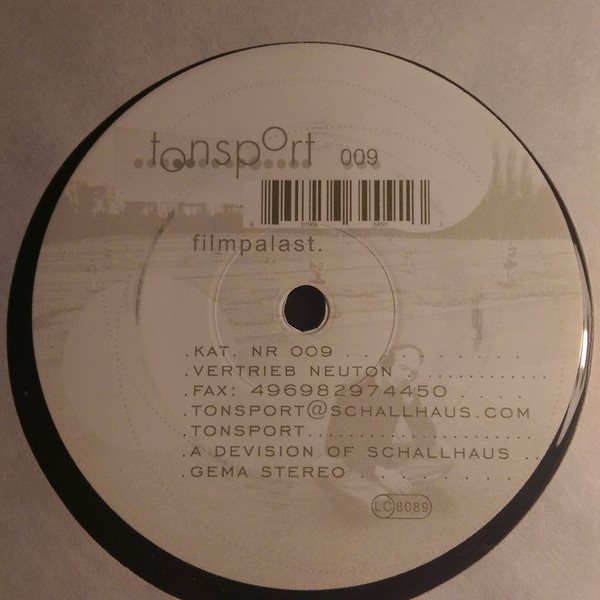 .tonsport 009
filmpalast.
.KAT. NR 009 . . . . . . . . . .
.VERTRIEB NEUTON . . . . . . . . . . . .
.FAX: 496982974450 . . . . .
.TONSPORT@SCHALLHAUS.COM
.TONSPORT. . . . . . . . . . . . . . . . . . . .
.A DEVISION OF SCHALLHAUS . .
.GEMA STEREO . . . . . . . . . . .
LC 8089